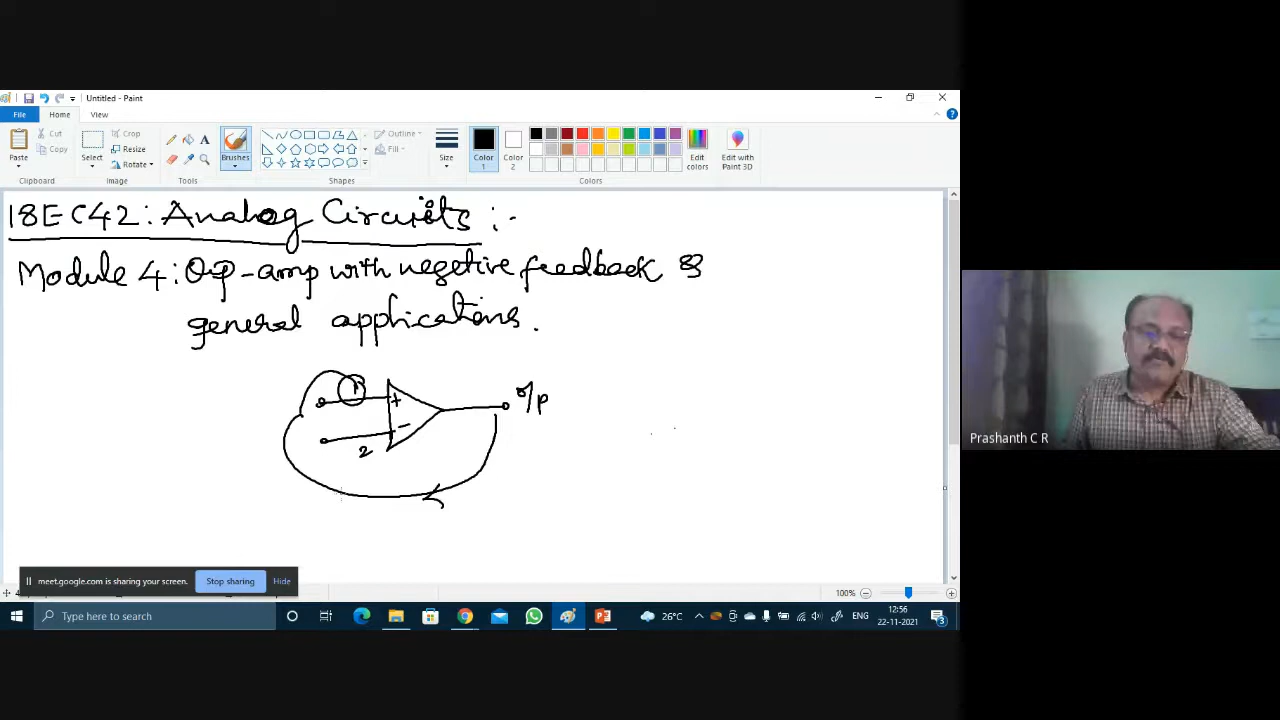 Untitled - Paint
File Home View
Paste Cut Copy Clipboard
Select Crop Resize Rotate Image
Tools
Brushes
Shapes Outline Fill
Size
Color 1 Color 2 Edit colors Edit with Paint 3D
Colors
18EC42: Analog Circuits :-
Module 4: Op-amp with negetive feedback &
general applications.
1 + o/p
2 -
Prashanth C R
meet.google.com is sharing your screen. Stop sharing Hide
100%
Type here to search
26°C ENG 12:56 22-11-2021 3